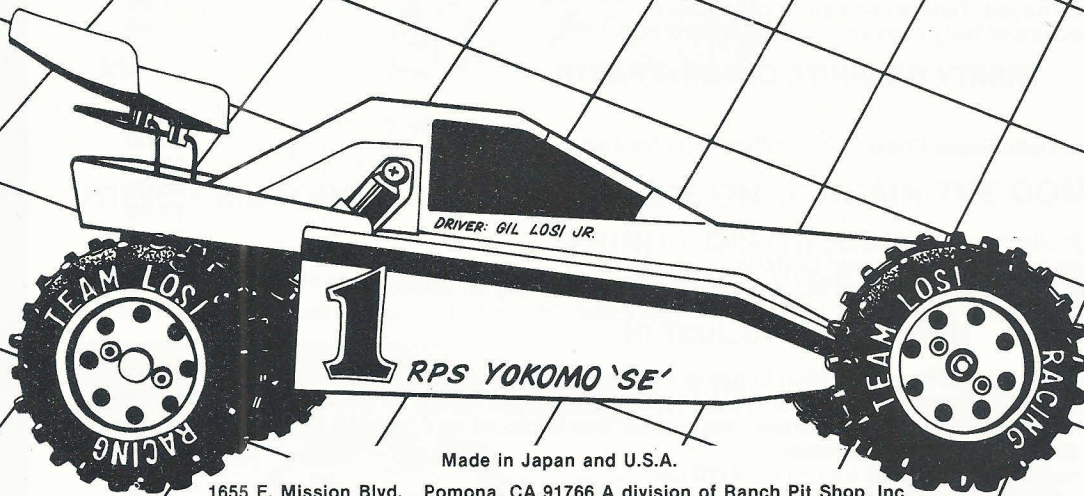 DRIVER: GIL LOSI JR.
TEAM LOSI
RACING
1
RPS YOKOMO 'SE'
TEAM LOSI
RACING
Made in Japan and U.S.A.
1655 E. Mission Blvd., Pomona, CA 91766 A division of Ranch Pit Shop, Inc.